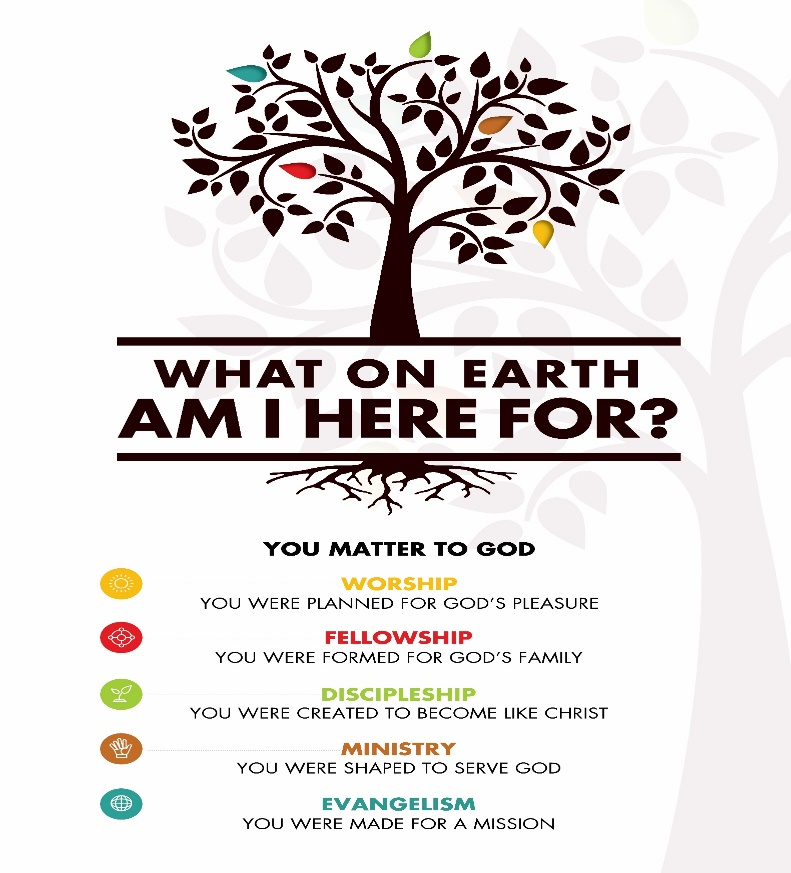 WHAT ON EARTH
AM I HERE FOR?
YOU MATTER TO GOD
WORSHIP
YOU WERE PLANNED FOR GOD'S PLEASURE
FELLOWSHIP
YOU WERE FORMED FOR GOD'S FAMILY
DISCIPLESHIP
YOU WERE CREATED TO BECOME LIKE CHRIST
MINISTRY
YOU WERE SHAPED TO SERVE GOD
EVANGELISM
YOU WERE MADE FOR A MISSION